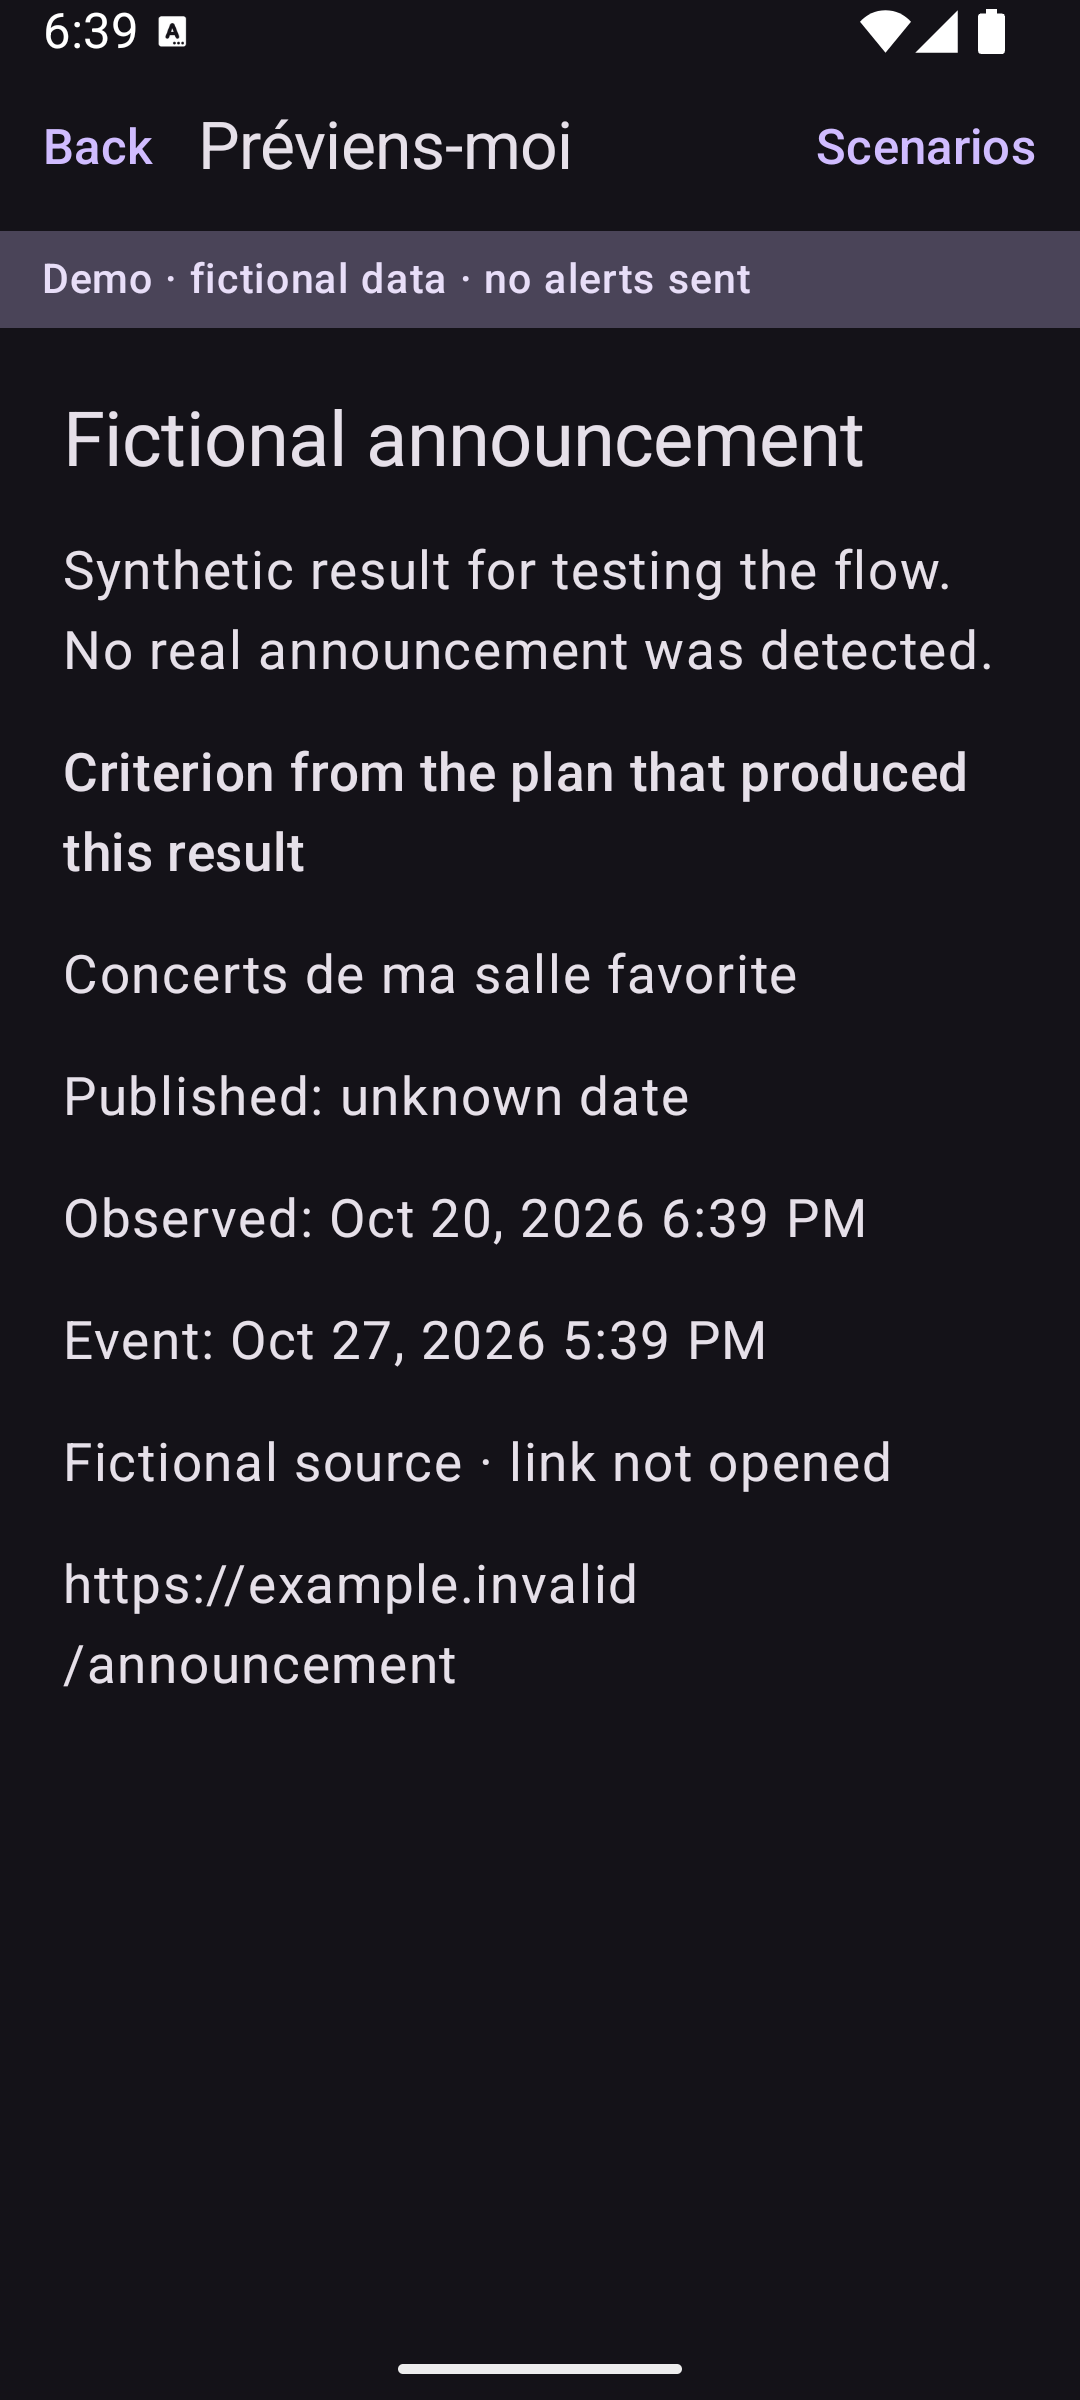 6:39
Back Préviens-moi Scenarios
Demo · fictional data · no alerts sent
Fictional announcement
Synthetic result for testing the flow.
No real announcement was detected.
Criterion from the plan that produced
this result
Concerts de ma salle favorite
Published: unknown date
Observed: Oct 20, 2026 6:39 PM
Event: Oct 27, 2026 5:39 PM
Fictional source · link not opened
https://example.invalid
/announcement